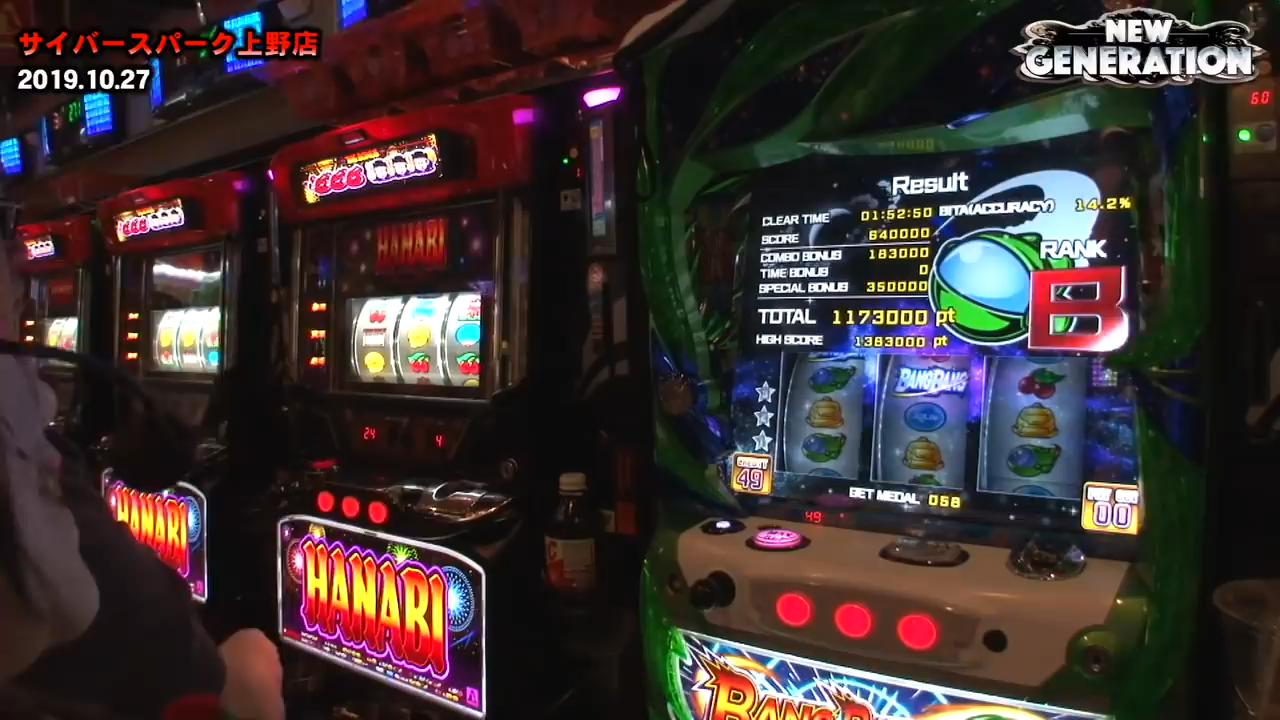 サイバースパーク上野店
2019.10.27
NEW
GENERATION
60
HANABI
Result
CLEAR TIME 01:52:50 BITA(ACCURACY) 14.2%
SCORE 640000
COMBO BONUS 183000
TIME BONUS 0
SPECIAL BONUS 350000
RANK
B
TOTAL 1173000 pt
HIGH SCORE 1383000 pt
BANGBANG
24 4
CREDIT
49
BET MEDAL 058
PAY OUT
00
49
HANABI
HANABI
BANG B